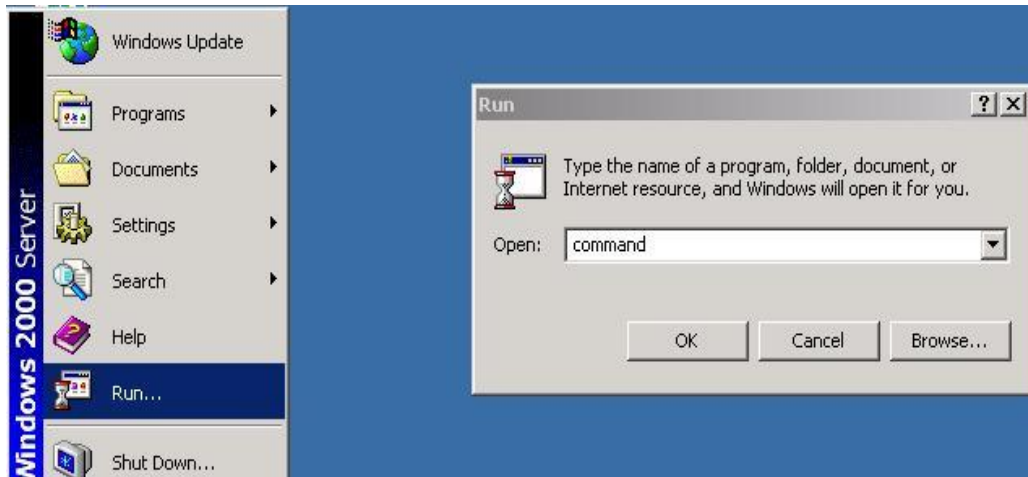 Windows Update
Programs
Documents
Settings
Search
Help
Run...
Shut Down...
Windows 2000 Server
Run
Type the name of a program, folder, document, or
Internet resource, and Windows will open it for you.
Open: command
OK Cancel Browse...